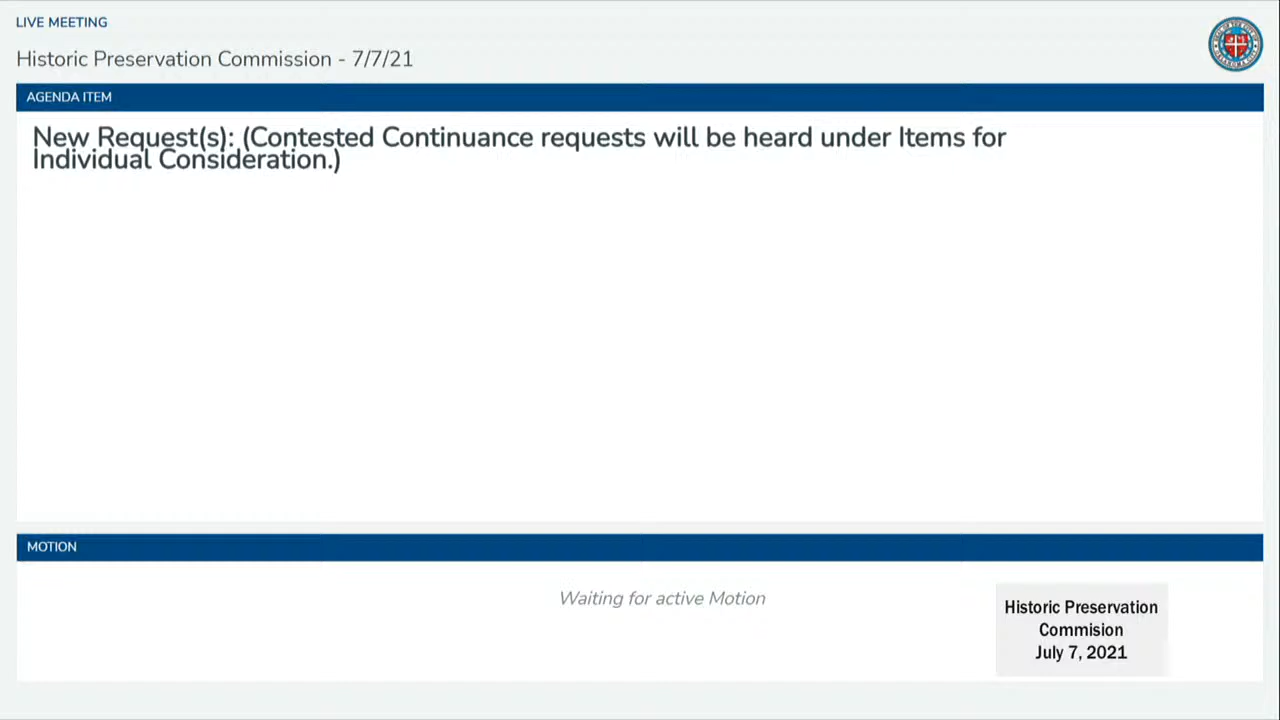 LIVE MEETING
Historic Preservation Commission - 7/7/21
AGENDA ITEM
New Request(s): (Contested Continuance requests will be heard under Items for
Individual Consideration.)
MOTION
Waiting for active Motion
Historic Preservation
Commision
July 7, 2021